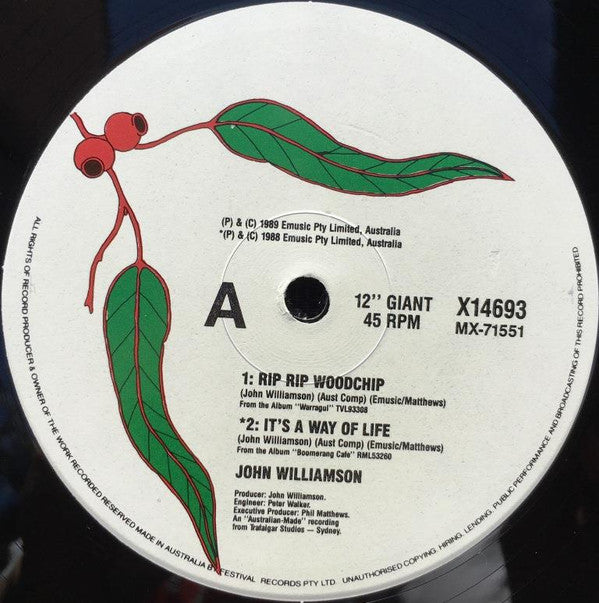 (P) & (C) 1989 Emusic Pty Limited, Australia
*(P) & (C) 1988 Emusic Pty Limited, Australia
A
12'' GIANT
45 RPM
X14693
MX-71551
1: RIP RIP WOODCHIP
(John Williamson) (Aust Comp) (Emusic/Matthews)
From the Album "Warragul" TVL93308
*2: IT'S A WAY OF LIFE
(John Williamson) (Aust Comp) (Emusic/Matthews)
From the Album "Boomerang Cafe" RML53260
JOHN WILLIAMSON
Producer: John Williamson.
Engineer: Peter Walker.
Executive Producer: Phil Matthews.
An "Australian-Made" recording
from Trafalgar Studios — Sydney.
ALL RIGHTS OF RECORD PRODUCER & OWNER OF THE WORK RECORDED RESERVED MADE IN AUSTRALIA BY FESTIVAL RECORDS PTY LTD. UNAUTHORISED COPYING, HIRING, LENDING, PUBLIC PERFORMANCE AND BROADCASTING OF THIS RECORD PROHIBITED